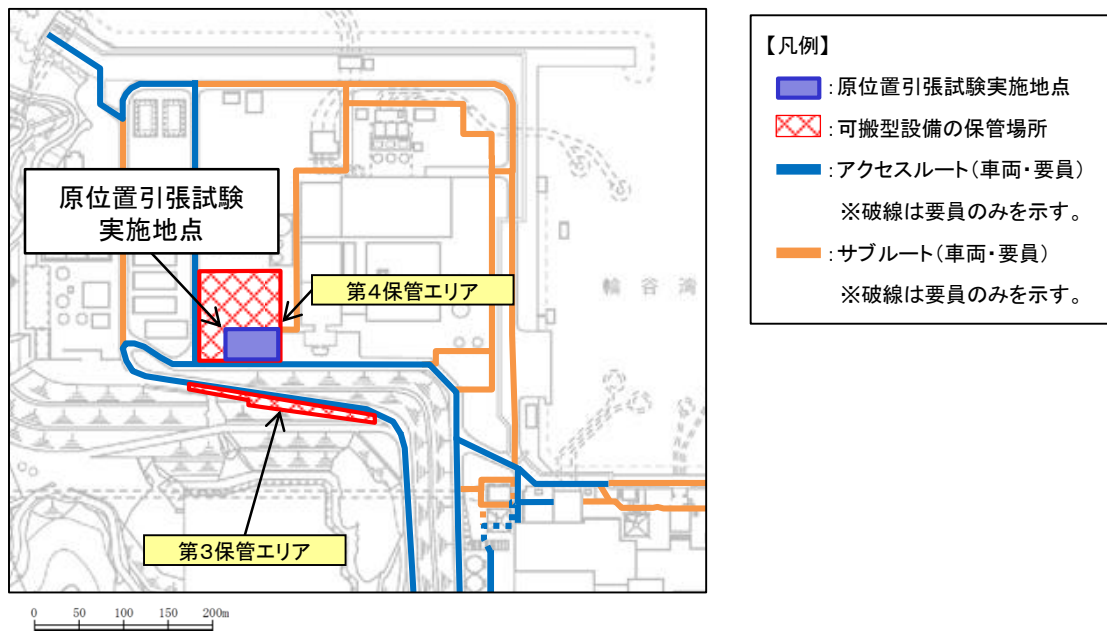 原位置引張試験
実施地点
第4保管エリア
第3保管エリア
輪谷湾
0 50 100 150 200m
【凡例】
:原位置引張試験実施地点
:可搬型設備の保管場所
:アクセスルート(車両・要員)
※破線は要員のみを示す。
:サブルート(車両・要員)
※破線は要員のみを示す。